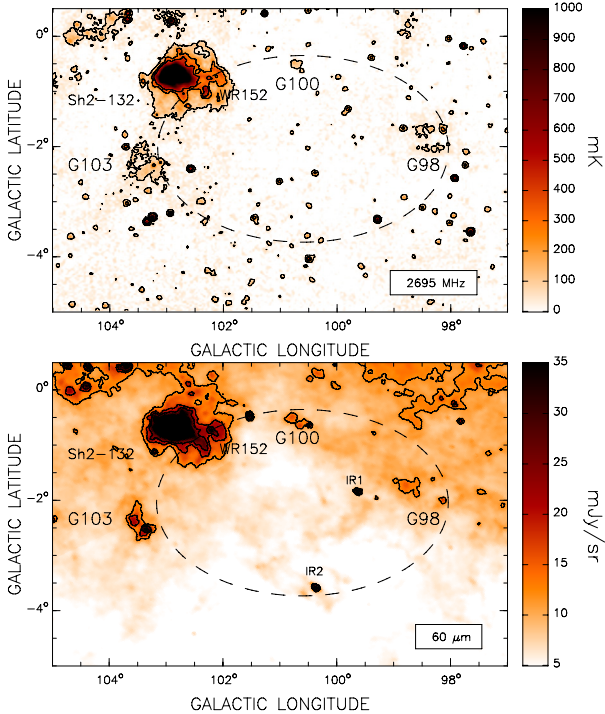 GALACTIC LATITUDE
0°
−2°
−4°
Sh2−132
WR152
G100
G103
G98
2695 MHz
104°
102°
100°
98°
GALACTIC LONGITUDE
1000
900
800
700
600
500
400
300
200
100
0
mK
GALACTIC LATITUDE
0°
−2°
−4°
Sh2−132
WR152
G100
IR1
G103
G98
IR2
60 μm
104°
102°
100°
98°
GALACTIC LONGITUDE
35
30
25
20
15
10
5
mJy/sr